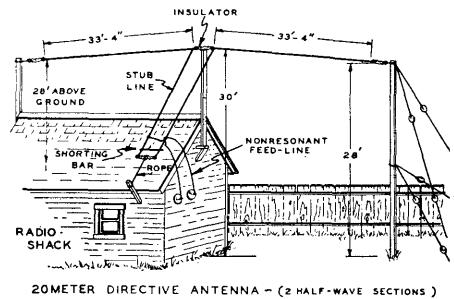 INSULATOR
33'-4"
33'-4"
STUB
LINE
28' ABOVE
GROUND
30'
NONRESONANT
FEED-LINE
SHORTING
BAR
ROPE
28'
RADIO
SHACK
20METER DIRECTIVE ANTENNA - (2 HALF-WAVE SECTIONS)